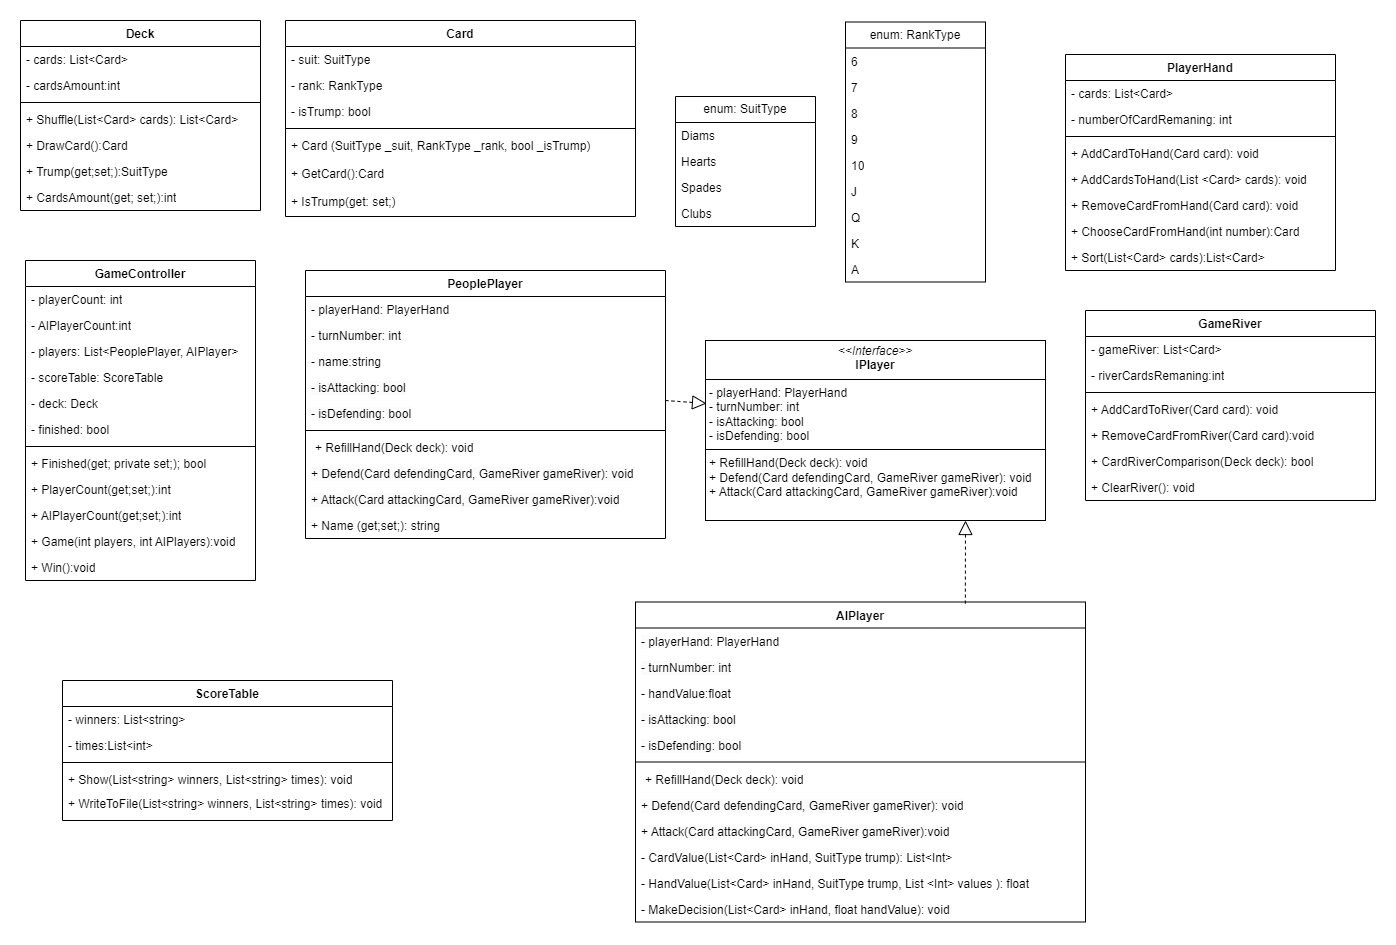 Deck
- cards: List<Card>
- cardsAmount:int
+ Shuffle(List<Card> cards): List<Card>
+ DrawCard():Card
+ Trump(get;set;):SuitType
+ CardsAmount(get; set;):int
Card
- suit: SuitType
- rank: RankType
- isTrump: bool
+ Card (SuitType _suit, RankType _rank, bool _isTrump)
+ GetCard():Card
+ IsTrump(get: set;)
enum: SuitType
Diams
Hearts
Spades
Clubs
enum: RankType
6
7
8
9
10
J
Q
K
A
PlayerHand
- cards: List<Card>
- numberOfCardRemaning: int
+ AddCardToHand(Card card): void
+ AddCardsToHand(List <Card> cards): void
+ RemoveCardFromHand(Card card): void
+ ChooseCardFromHand(int number):Card
+ Sort(List<Card> cards):List<Card>
GameController
- playerCount: int
- AIPlayerCount:int
- players: List<PeoplePlayer, AIPlayer>
- scoreTable: ScoreTable
- deck: Deck
- finished: bool
+ Finished(get; private set;); bool
+ PlayerCount(get;set;):int
+ AIPlayerCount(get;set;):int
+ Game(int players, int AIPlayers):void
+ Win():void
PeoplePlayer
- playerHand: PlayerHand
- turnNumber: int
- name:string
- isAttacking: bool
- isDefending: bool
+ RefillHand(Deck deck): void
+ Defend(Card defendingCard, GameRiver gameRiver): void
+ Attack(Card attackingCard, GameRiver gameRiver):void
+ Name (get;set;): string
<<Interface>>
IPlayer
- playerHand: PlayerHand
- turnNumber: int
- isAttacking: bool
- isDefending: bool
+ RefillHand(Deck deck): void
+ Defend(Card defendingCard, GameRiver gameRiver): void
+ Attack(Card attackingCard, GameRiver gameRiver):void
GameRiver
- gameRiver: List<Card>
- riverCardsRemaning:int
+ AddCardToRiver(Card card): void
+ RemoveCardFromRiver(Card card):void
+ CardRiverComparison(Deck deck): bool
+ ClearRiver(): void
AIPlayer
- playerHand: PlayerHand
- turnNumber: int
- handValue:float
- isAttacking: bool
- isDefending: bool
+ RefillHand(Deck deck): void
+ Defend(Card defendingCard, GameRiver gameRiver): void
+ Attack(Card attackingCard, GameRiver gameRiver):void
- CardValue(List<Card> inHand, SuitType trump): List<Int>
- HandValue(List<Card> inHand, SuitType trump, List <Int> values ): float
- MakeDecision(List<Card> inHand, float handValue): void
ScoreTable
- winners: List<string>
- times:List<int>
+ Show(List<string> winners, List<string> times): void
+ WriteToFile(List<string> winners, List<string> times): void